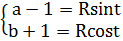 a − 1 = Rsint
b + 1 = Rcost